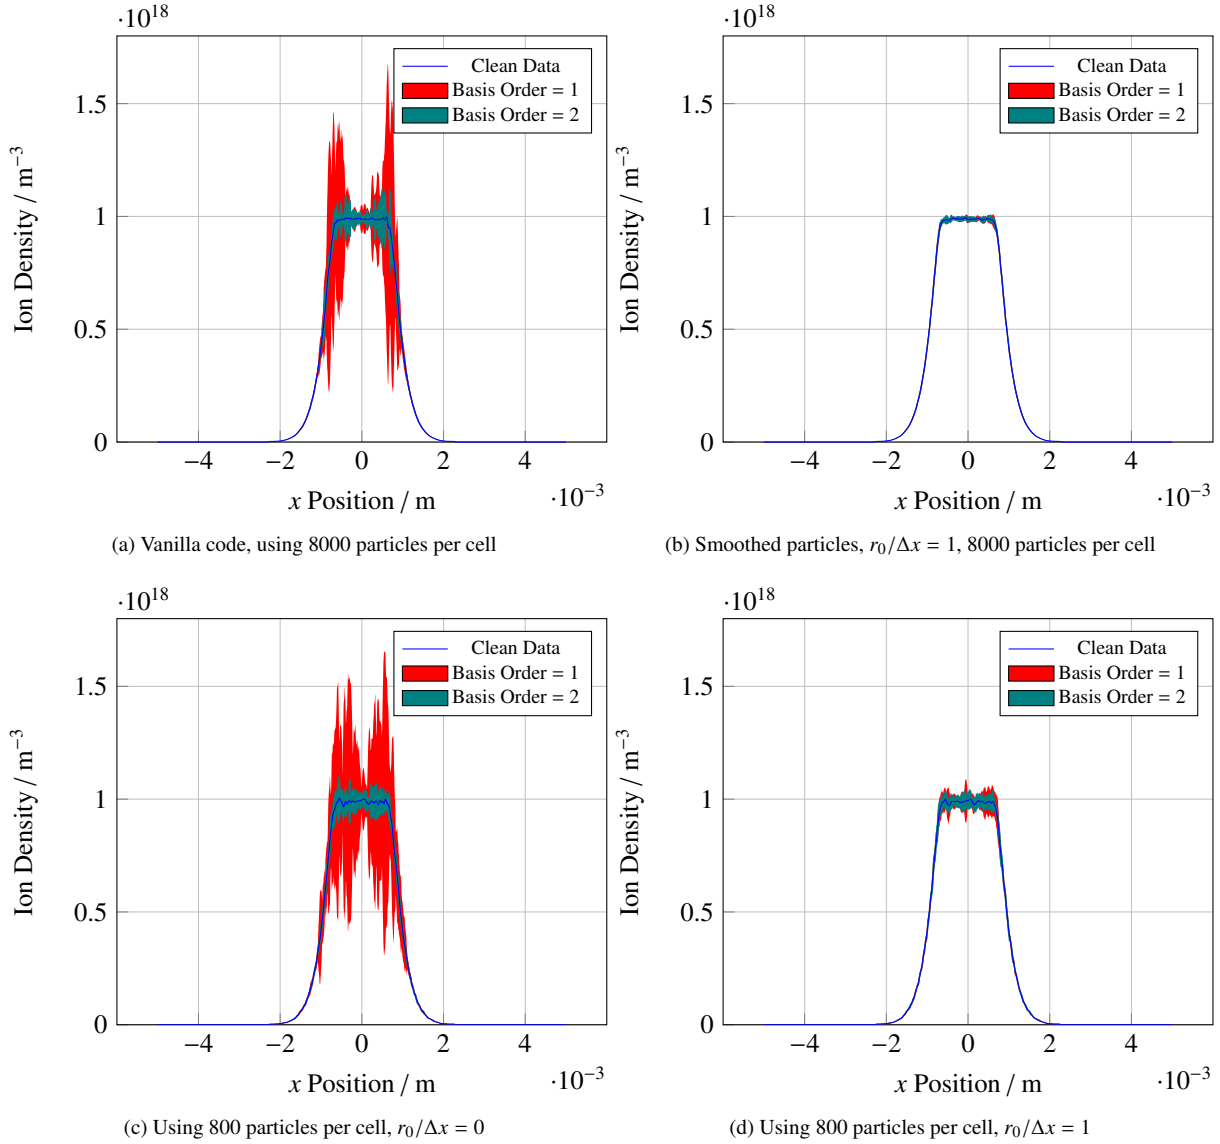 ·10^18
Ion Density / m^−3
1.5
1
0.5
0
Clean Data
Basis Order = 1
Basis Order = 2
−4 −2 0 2 4
x Position / m
·10^−3
(a) Vanilla code, using 8000 particles per cell
·10^18
Ion Density / m^−3
1.5
1
0.5
0
Clean Data
Basis Order = 1
Basis Order = 2
−4 −2 0 2 4
x Position / m
·10^−3
(b) Smoothed particles, r₀/Δx = 1, 8000 particles per cell
·10^18
Ion Density / m^−3
1.5
1
0.5
0
Clean Data
Basis Order = 1
Basis Order = 2
−4 −2 0 2 4
x Position / m
·10^−3
(c) Using 800 particles per cell, r₀/Δx = 0
·10^18
Ion Density / m^−3
1.5
1
0.5
0
Clean Data
Basis Order = 1
Basis Order = 2
−4 −2 0 2 4
x Position / m
·10^−3
(d) Using 800 particles per cell, r₀/Δx = 1